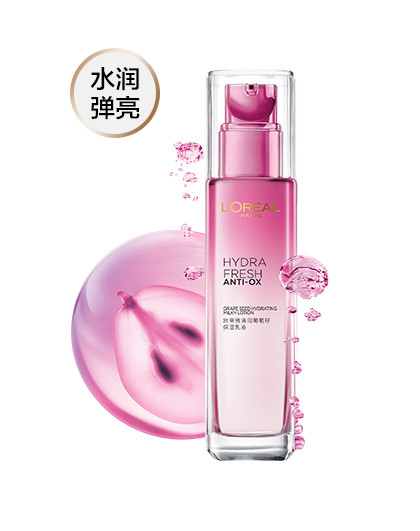 水润
弹亮
L'ORÉAL
PARIS
HYDRA
FRESH
ANTI-OX
GRAPE SEED HYDRATING
MILKY LOTION
欧莱雅清润葡萄籽
保湿乳液